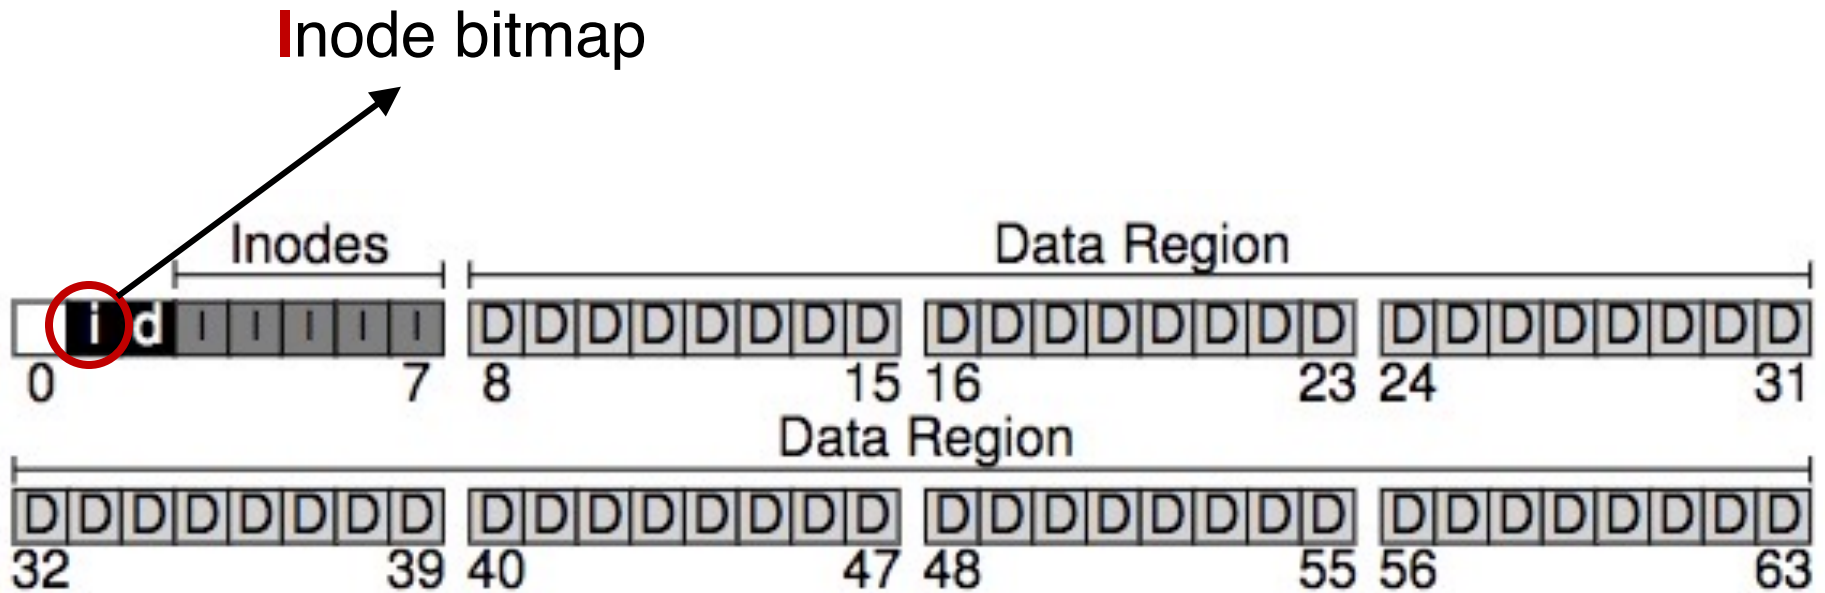 Inode bitmap
Inodes Data Region
i d I I I I I D D D D D D D D D D D D D D D D D D D D D D D D
0 7 8 15 16 23 24 31
Data Region
D D D D D D D D D D D D D D D D D D D D D D D D D D D D D D D D
32 39 40 47 48 55 56 63